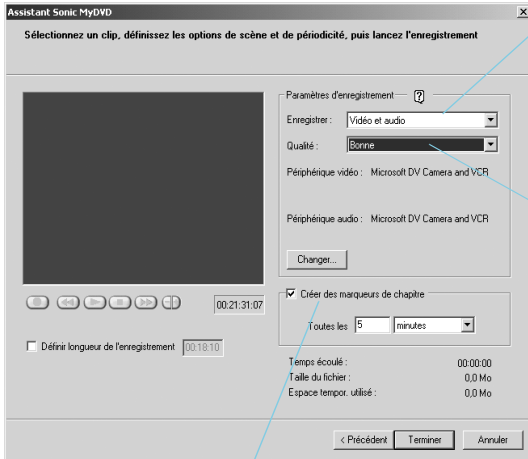 Assistant Sonic MyDVD
Sélectionnez un clip, définissez les options de scène et de périodicité, puis lancez l'enregistrement
Paramètres d'enregistrement
Enregistrer : Vidéo et audio
Qualité : Bonne
Périphérique vidéo : Microsoft DV Camera and VCR
Périphérique audio : Microsoft DV Camera and VCR
Changer...
00:21:31:07
Créer des marqueurs de chapitre
Toutes les 5 minutes
Définir longueur de l'enregistrement 00:18:10
Temps écoulé : 00:00:00
Taille du fichier : 0,0 Mo
Espace tempor. utilisé : 0,0 Mo
< Précédent Terminer Annuler